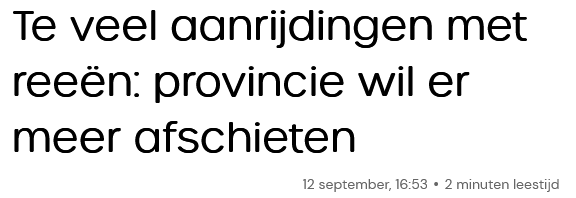 Te veel aanrijdingen met
reeën: provincie wil er
meer afschieten
12 september, 16:53 • 2 minuten leestijd